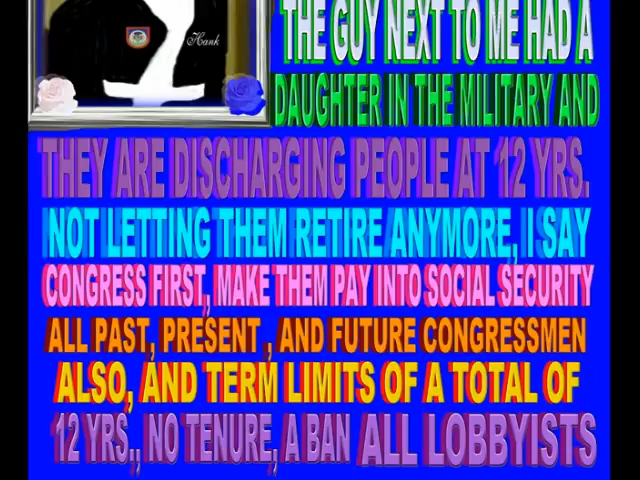 Hank
THE GUY NEXT TO ME HAD A
DAUGHTER IN THE MILITARY AND
THEY ARE DISCHARGING PEOPLE AT 12 YRS.
NOT LETTING THEM RETIRE ANYMORE, I SAY
CONGRESS FIRST, MAKE THEM PAY INTO SOCIAL SECURITY
ALL PAST, PRESENT , AND FUTURE CONGRESSMEN
ALSO, AND TERM LIMITS OF A TOTAL OF
12 YRS., NO TENURE, A BAN ALL LOBBYISTS